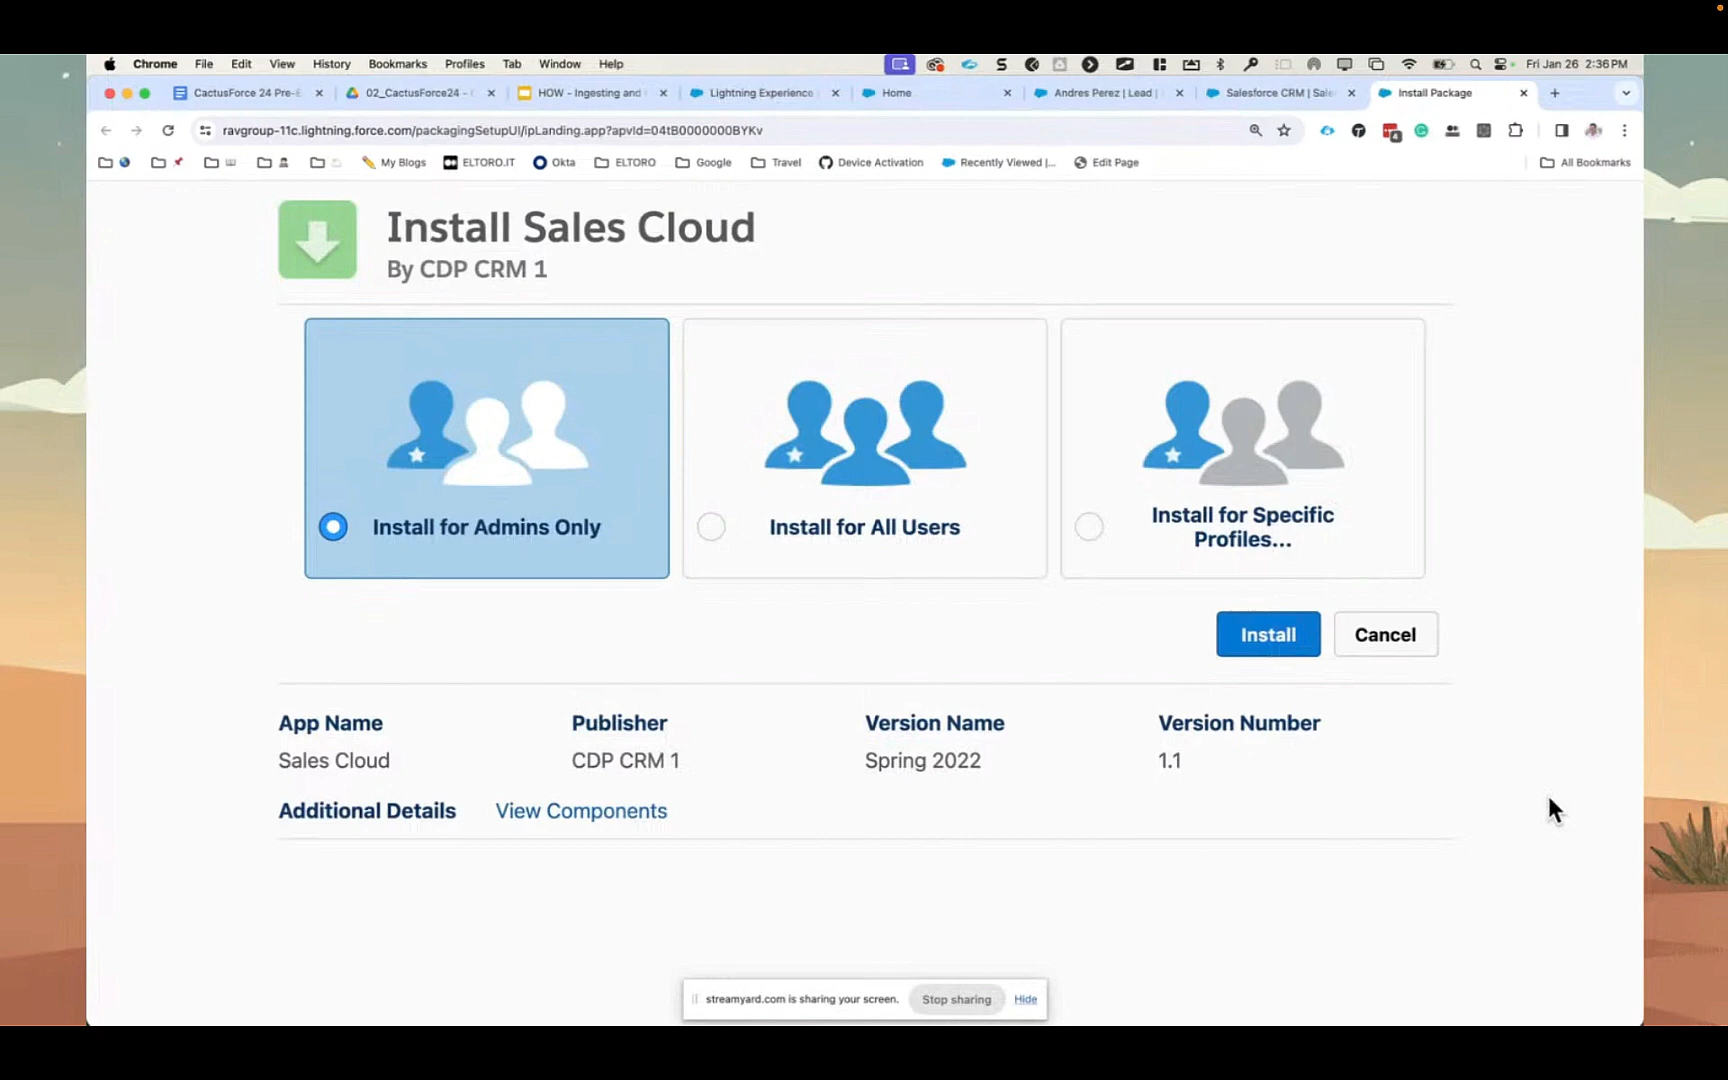 Chrome File Edit View History Bookmarks Profiles Tab Window Help Fri Jan 26 2:36 PM
CactusForce 24 Pre-E 02_CactusForce24 - HOW - Ingesting and Lightning Experience Home Andres Perez | Lead | Salesforce CRM | Sale Install Package
ravgroup-11c.lightning.force.com/packagingSetupUI/ipLanding.app?apvId=04tB0000000BYKv
My Blogs ELTORO.IT Okta ELTORO Google Travel Device Activation Recently Viewed |... Edit Page All Bookmarks
Install Sales Cloud
By CDP CRM 1
Install for Admins Only
Install for All Users
Install for Specific
Profiles...
Install Cancel
App Name Publisher Version Name Version Number
Sales Cloud CDP CRM 1 Spring 2022 1.1
Additional Details View Components
streamyard.com is sharing your screen. Stop sharing Hide